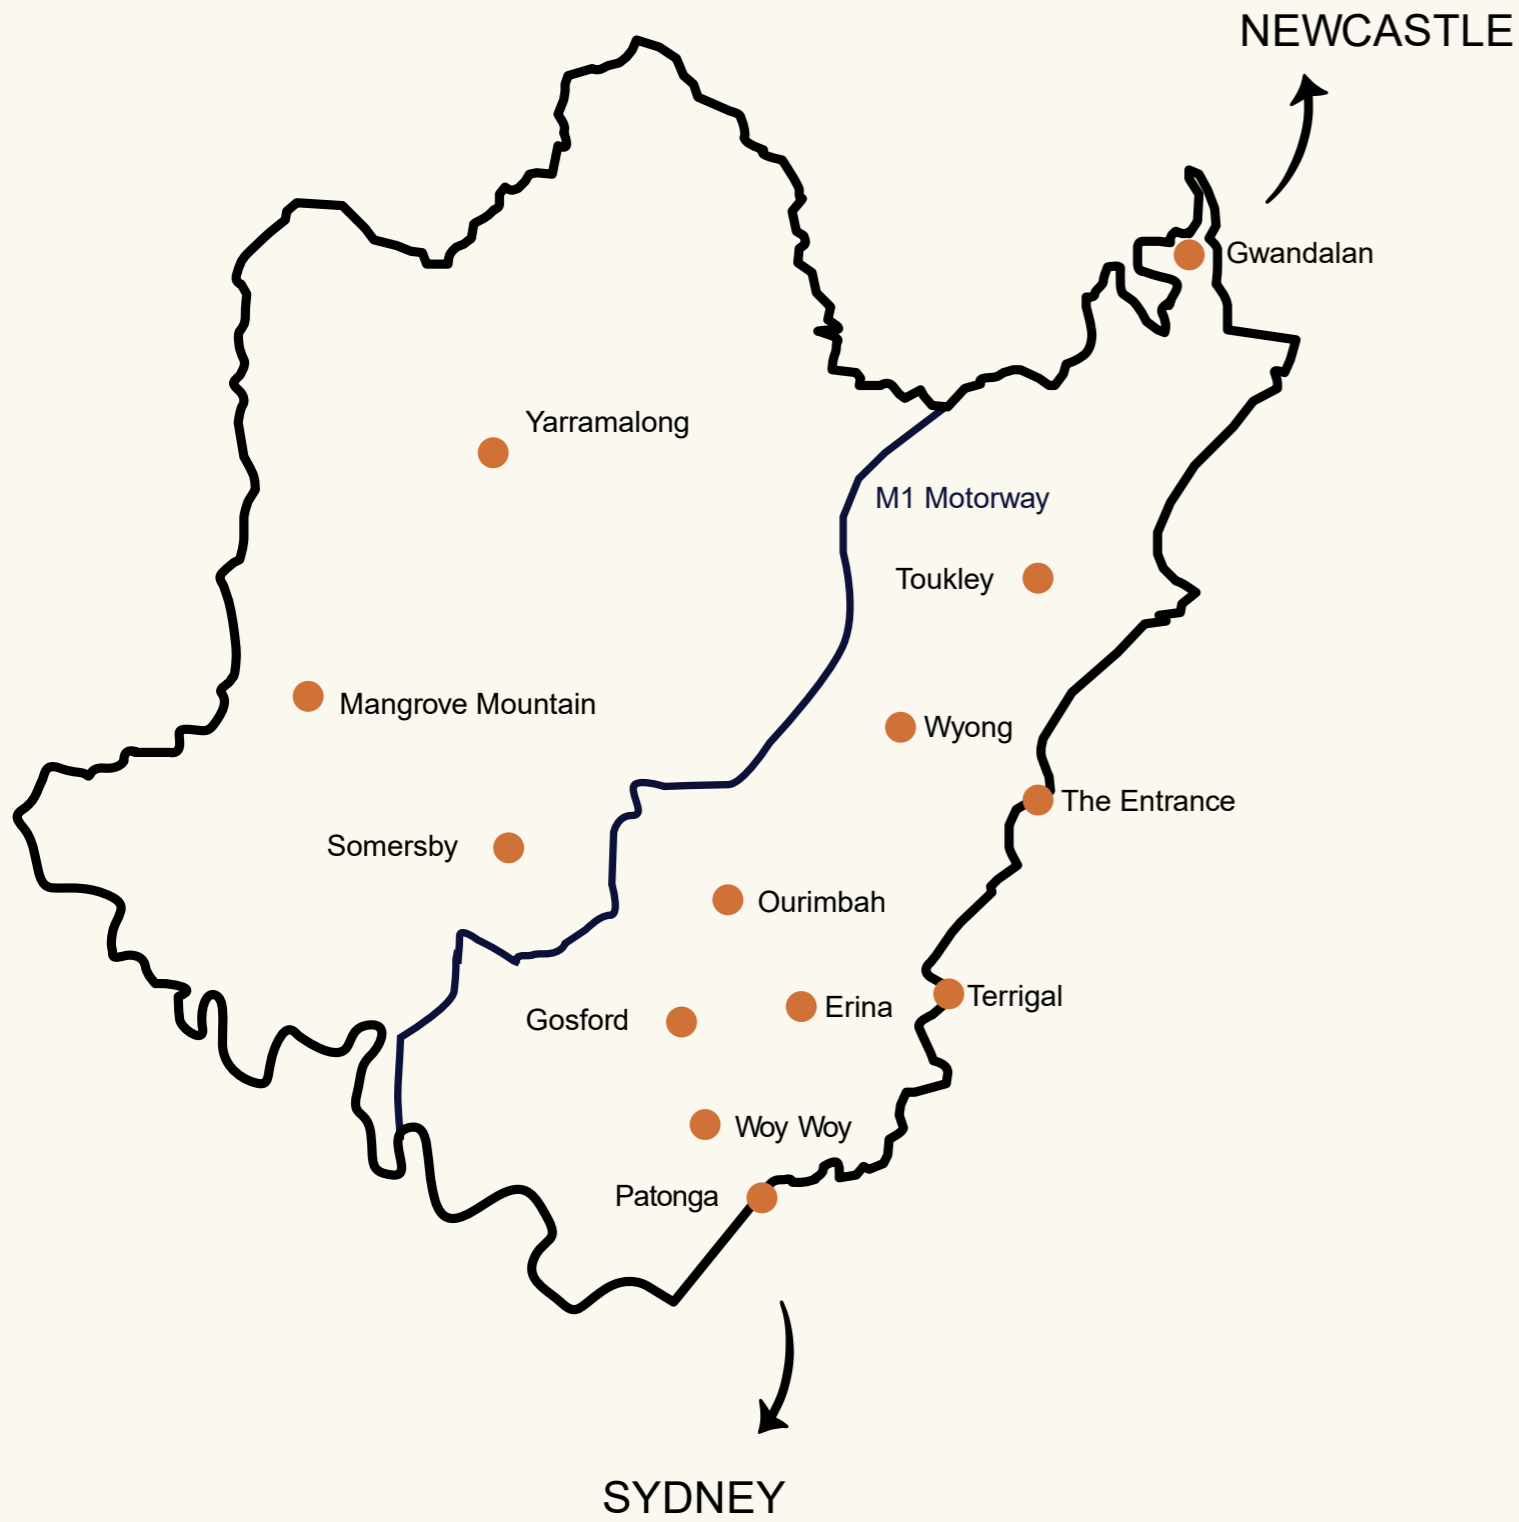 NEWCASTLE
Gwandalan
Yarramalong
M1 Motorway
Toukley
Mangrove Mountain
Wyong
The Entrance
Somersby
Ourimbah
Terrigal
Erina
Gosford
Woy Woy
Patonga
SYDNEY